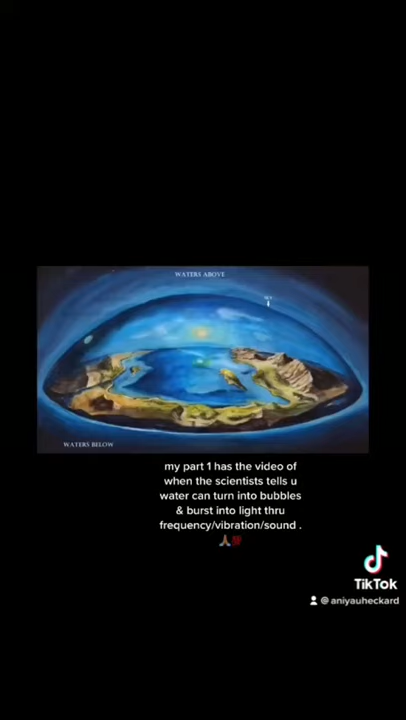 WATERS ABOVE
WATERS BELOW
my part 1 has the video of
when the scientists tells u
water can turn into bubbles
& burst into light thru
frequency/vibration/sound .
🙏🏾💯
TikTok
@ aniyauheckard